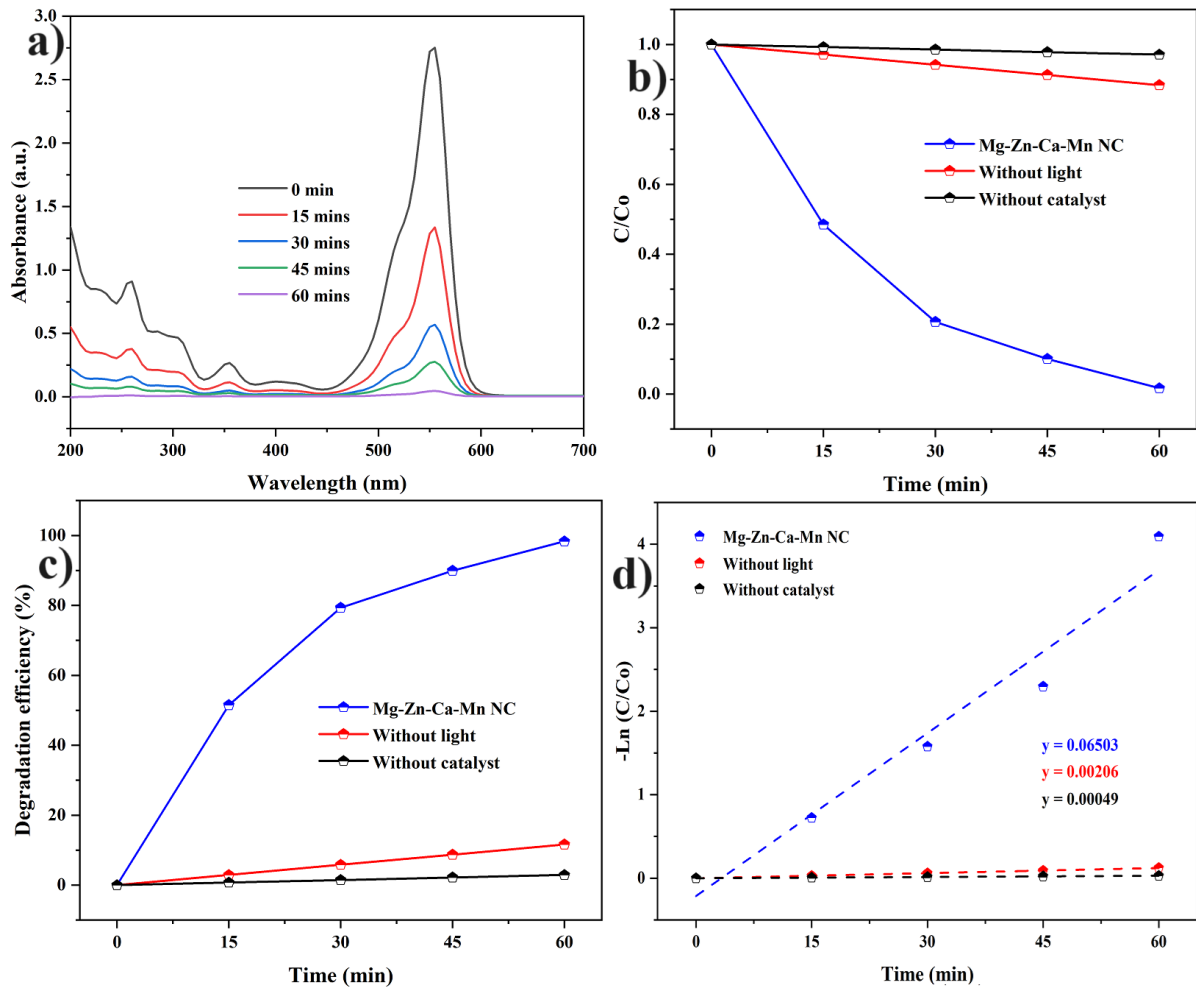 a)
3.0
2.5
2.0
1.5
1.0
0.5
0.0
Absorbance (a.u.)
0 min
15 mins
30 mins
45 mins
60 mins
200 300 400 500 600 700
Wavelength (nm)
b)
1.0
0.8
0.6
0.4
0.2
0.0
C/Co
Mg-Zn-Ca-Mn NC
Without light
Without catalyst
0 15 30 45 60
Time (min)
c)
100
80
60
40
20
0
Degradation efficiency (%)
Mg-Zn-Ca-Mn NC
Without light
Without catalyst
0 15 30 45 60
Time (min)
d)
4
3
2
1
0
-Ln (C/Co)
Mg-Zn-Ca-Mn NC
Without light
Without catalyst
y = 0.06503
y = 0.00206
y = 0.00049
0 15 30 45 60
Time (min)